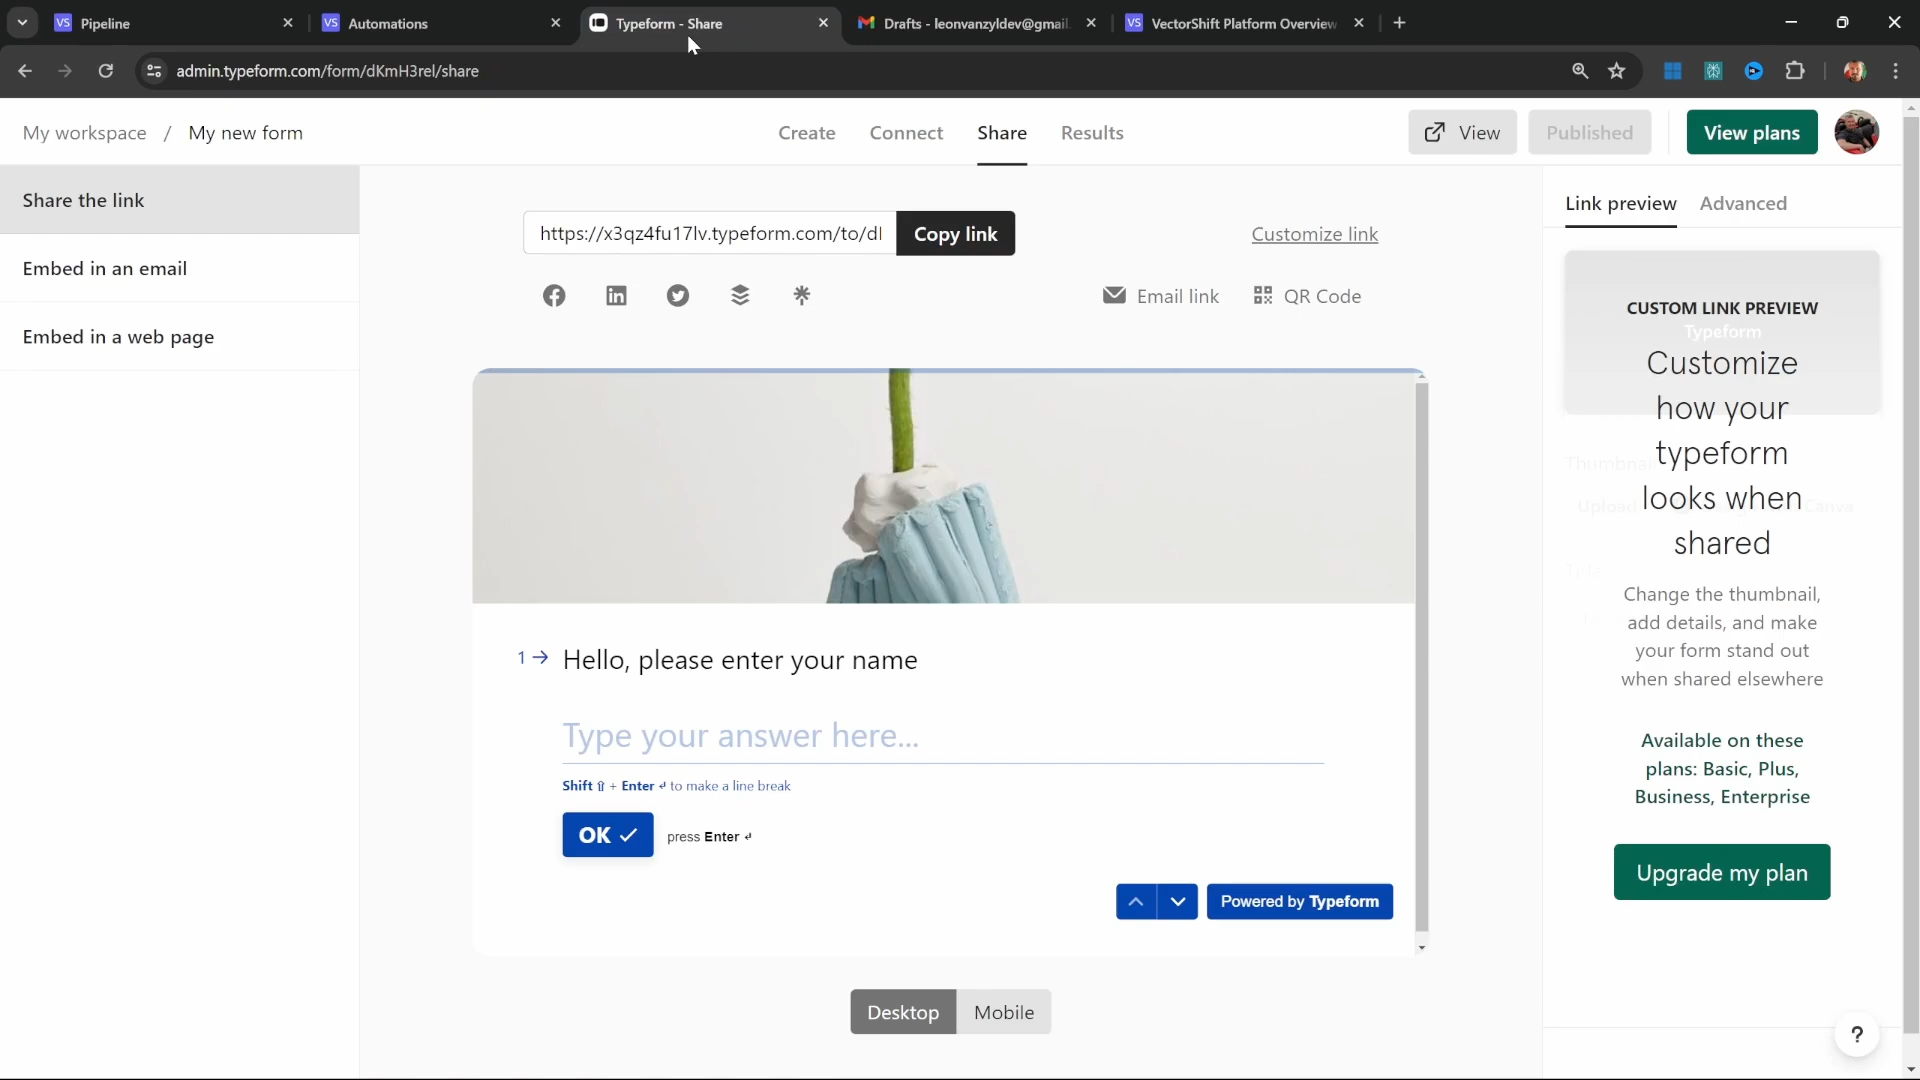 VS Pipeline
VS Automations
Typeform - Share
Drafts - leonvanzyldev@gmail.
VS VectorShift Platform Overview
admin.typeform.com/form/dKmH3rel/share
My workspace / My new form
Create
Connect
Share
Results
View
Published
View plans
Share the link
Embed in an email
Embed in a web page
https://x3qz4fu17lv.typeform.com/to/dl
Copy link
Customize link
Email link
QR Code
1→ Hello, please enter your name
Type your answer here...
Shift ⇧ + Enter ↵ to make a line break
OK ✓
press Enter ↵
Powered by Typeform
Desktop
Mobile
Link preview
Advanced
CUSTOM LINK PREVIEW
Typeform
Customize
how your
typeform
looks when
shared
Thumbnail
Upload
Canva
Change the thumbnail,
add details, and make
your form stand out
when shared elsewhere
Available on these
plans: Basic, Plus,
Business, Enterprise
Upgrade my plan
?